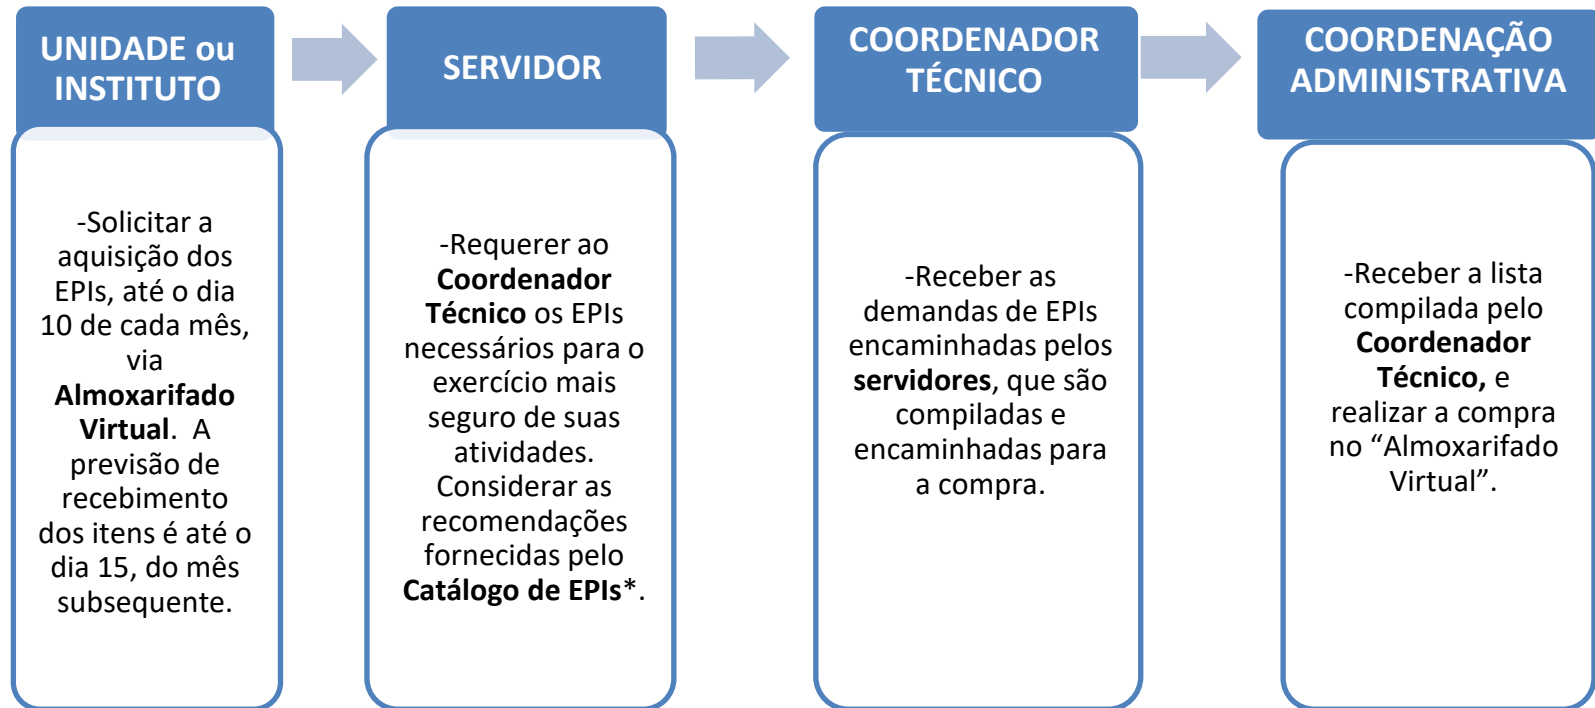 UNIDADE ou
INSTITUTO
-Solicitar a
aquisição dos
EPIs, até o dia
10 de cada mês,
via
Almoxarifado
Virtual.  A
previsão de
recebimento
dos itens é até o
dia 15, do mês
subsequente.
SERVIDOR
-Requerer ao
Coordenador
Técnico os EPIs
necessários para o
exercício mais
seguro de suas
atividades.
Considerar as
recomendações
fornecidas pelo
Catálogo de EPIs*.
COORDENADOR
TÉCNICO
-Receber as
demandas de EPIs
encaminhadas pelos
servidores, que são
compiladas e
encaminhadas para
a compra.
COORDENAÇÃO
ADMINISTRATIVA
-Receber a lista
compilada pelo
Coordenador
Técnico, e
realizar a compra
no “Almoxarifado
Virtual”.